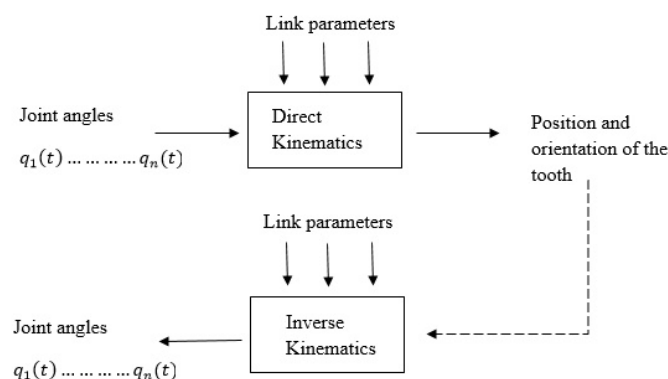 Link parameters
Joint angles
q₁(t) … … … … qₙ(t)
Direct
Kinematics
Position and
orientation of the
tooth
Link parameters
Joint angles
q₁(t) … … … … qₙ(t)
Inverse
Kinematics